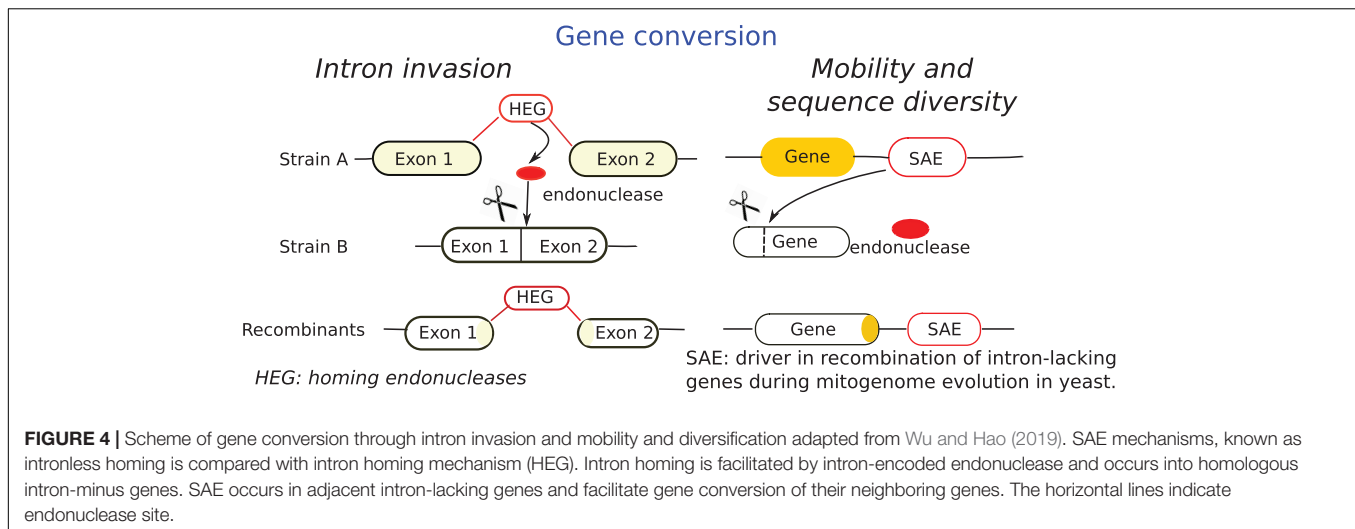 Gene conversion
Intron invasion
HEG
Strain A
Exon 1
Exon 2
endonuclease
Strain B
Exon 1
Exon 2
HEG
Recombinants
Exon 1
Exon 2
HEG: homing endonucleases
Mobility and
sequence diversity
Gene
SAE
Gene
endonuclease
Gene
SAE
SAE: driver in recombination of intron-lacking
genes during mitogenome evolution in yeast.
FIGURE 4 | Scheme of gene conversion through intron invasion and mobility and diversification adapted from Wu and Hao (2019). SAE mechanisms, known as
intronless homing is compared with intron homing mechanism (HEG). Intron homing is facilitated by intron-encoded endonuclease and occurs into homologous
intron-minus genes. SAE occurs in adjacent intron-lacking genes and facilitate gene conversion of their neighboring genes. The horizontal lines indicate
endonuclease site.